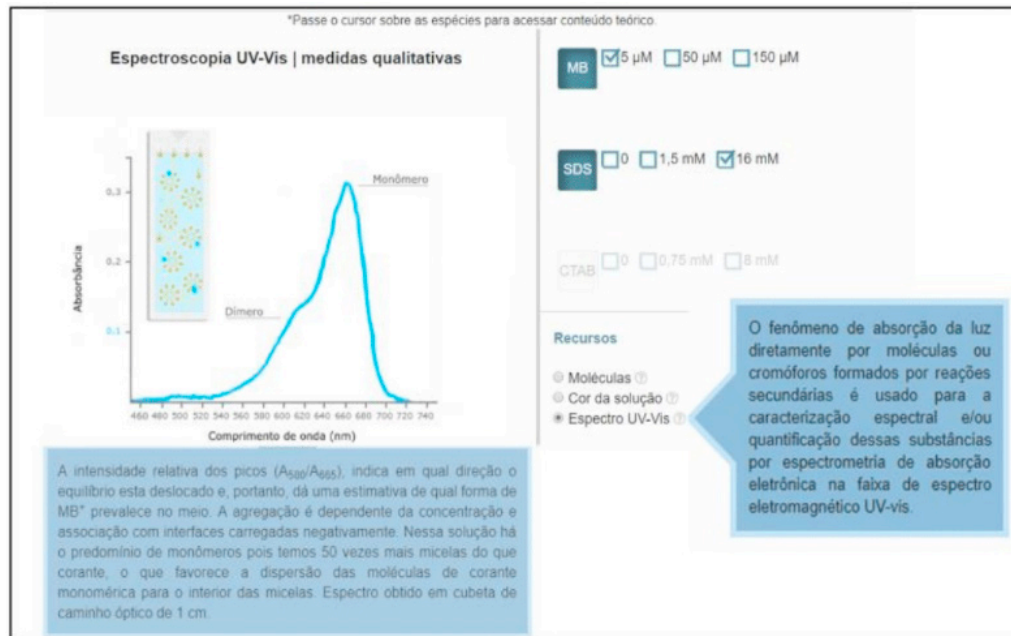 *Passe o cursor sobre as espécies para acessar conteúdo teórico.
Espectroscopia UV-Vis | medidas qualitativas
Monômero
0,3
0,2
0,1
Dímero
Absorbância
460 480 500 520 540 560 580 600 620 640 660 680 700 720 740
Comprimento de onda (nm)
A intensidade relativa dos picos (A580/A665), indica em qual direção o
equilíbrio esta deslocado e, portanto, dá uma estimativa de qual forma de
MB+ prevalece no meio. A agregação é dependente da concentração e
associação com interfaces carregadas negativamente. Nessa solução há
o predomínio de monômeros pois temos 50 vezes mais micelas do que
corante, o que favorece a dispersão das moléculas de corante
monomérica para o interior das micelas. Espectro obtido em cubeta de
caminho óptico de 1 cm.
MB 5 µM 50 µM 150 µM
SDS 0 1,5 mM 16 mM
CTAB 0 0,75 mM 8 mM
Recursos
Moléculas ?
Cor da solução ?
Espectro UV-Vis ?
O fenômeno de absorção da luz
diretamente por moléculas ou
cromóforos formados por reações
secundárias é usado para a
caracterização espectral e/ou
quantificação dessas substâncias
por espectrometria de absorção
eletrônica na faixa de espectro
eletromagnético UV-vis.